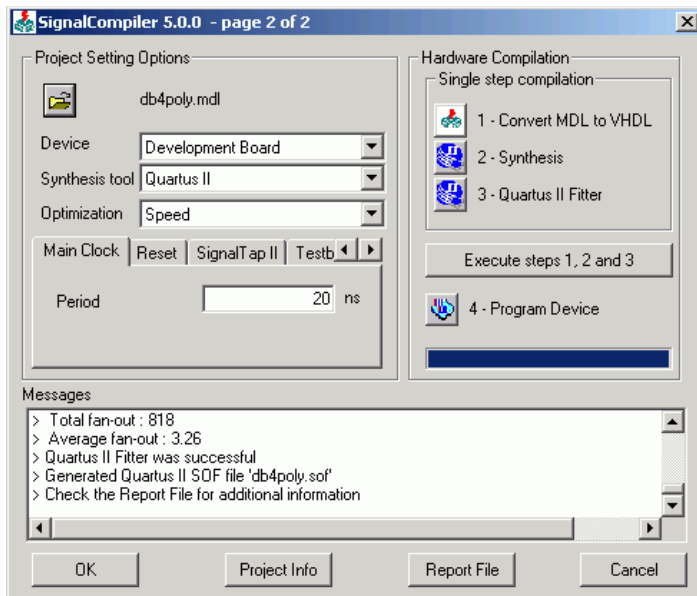 SignalCompiler 5.0.0 - page 2 of 2
Project Setting Options
db4poly.mdl
Device
Development Board
Synthesis tool
Quartus II
Optimization
Speed
Main Clock
Reset
SignalTap II
Testb
Period
20
ns
Hardware Compilation
Single step compilation
1 - Convert MDL to VHDL
2 - Synthesis
3 - Quartus II Fitter
Execute steps 1, 2 and 3
4 - Program Device
Messages
> Total fan-out : 818
> Average fan-out : 3.26
> Quartus II Fitter was successful
> Generated Quartus II SOF file 'db4poly.sof'
> Check the Report File for additional information
OK
Project Info
Report File
Cancel